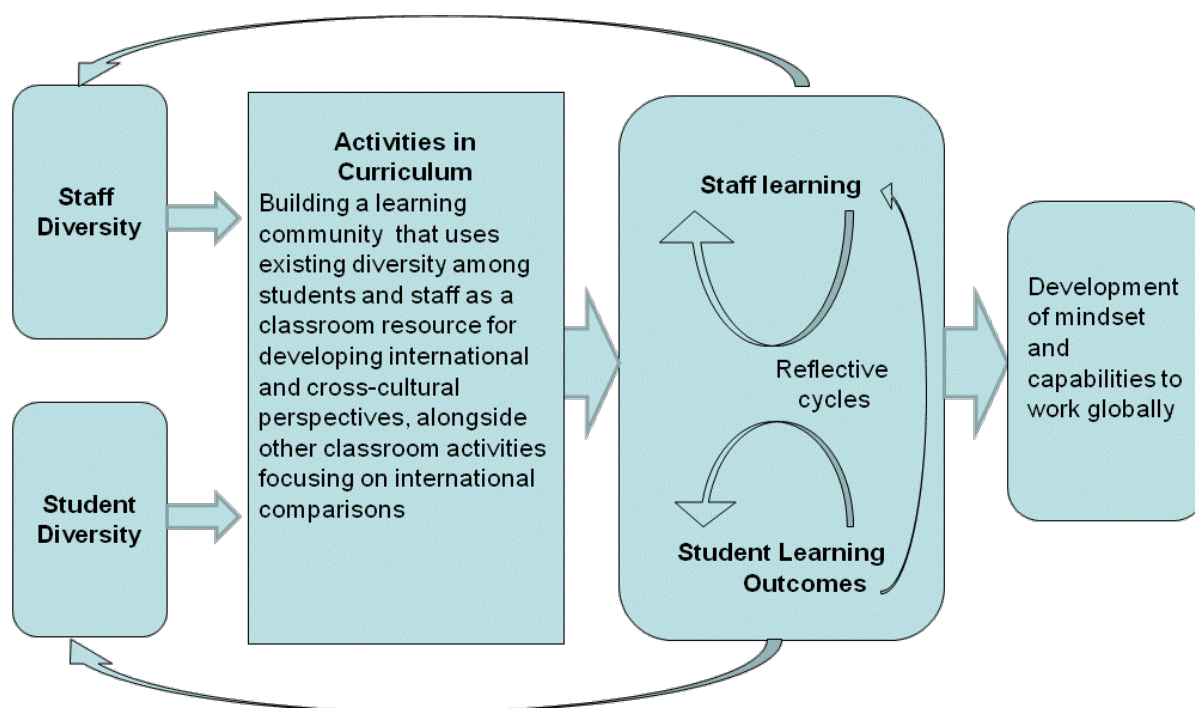 Staff
Diversity
Student
Diversity
Activities in
Curriculum
Building a learning
community that uses
existing diversity among
students and staff as a
classroom resource for
developing international
and cross-cultural
perspectives, alongside
other classroom activities
focusing on international
comparisons
Staff learning
Reflective
cycles
Student Learning
Outcomes
Development
of mindset
and
capabilities to
work globally